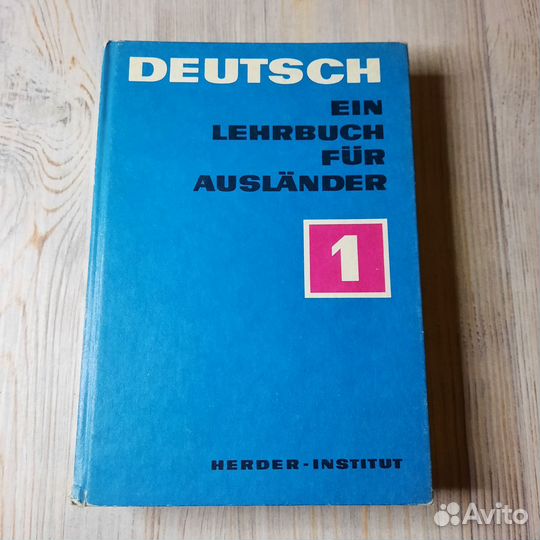 DEUTSCH
EIN
LEHRBUCH
FÜR
AUSLÄNDER
1
HERDER-INSTITUT
Avito